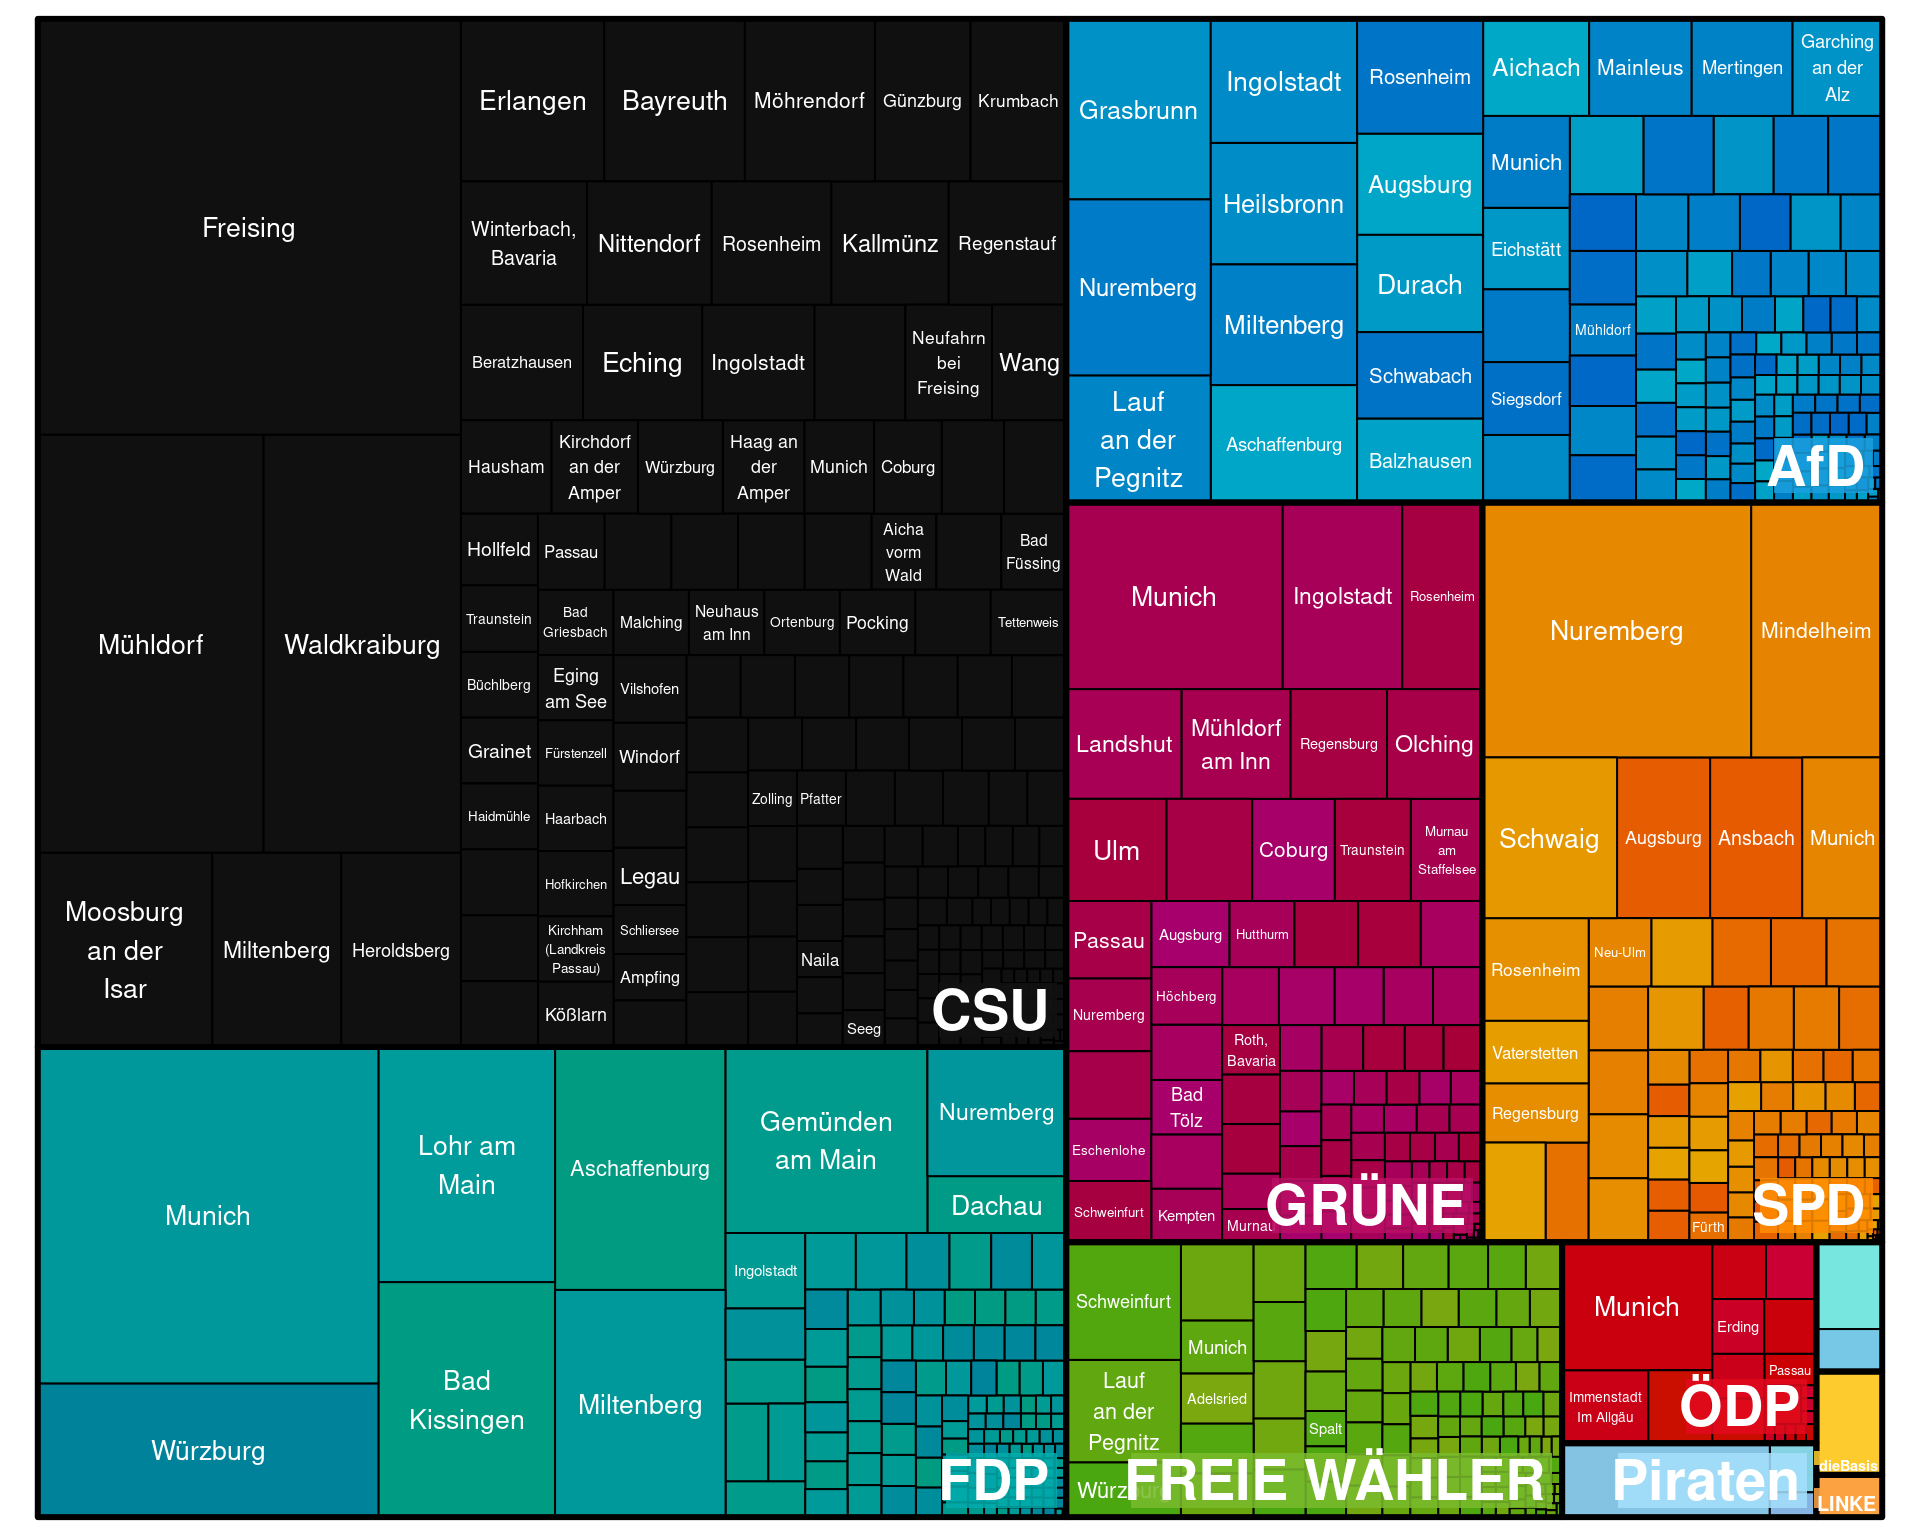 Freising
Mühldorf
Waldkraiburg
Moosburg
an der
Isar
Miltenberg
Heroldsberg
Erlangen
Bayreuth
Möhrendorf
Günzburg
Krumbach
Winterbach,
Bavaria
Nittendorf
Rosenheim
Kallmünz
Regenstauf
Beratzhausen
Eching
Ingolstadt
Neufahrn
bei
Freising
Wang
Hausham
Kirchdorf
an der
Amper
Würzburg
Haag an
der
Amper
Munich
Coburg
Hollfeld
Passau
Aicha
vorm
Wald
Bad
Füssing
Traunstein
Bad
Griesbach
Malching
Neuhaus
am Inn
Ortenburg
Pocking
Tettenweis
Büchlberg
Eging
am See
Vilshofen
Grainet
Fürstenzell
Windorf
Haidmühle
Haarbach
Zolling
Pfatter
Hofkirchen
Legau
Kirchham
(Landkreis
Passau)
Schliersee
Ampfing
Naila
Kößlarn
Seeg
CSU
Grasbrunn
Nuremberg
Lauf
an der
Pegnitz
Ingolstadt
Heilsbronn
Miltenberg
Aschaffenburg
Rosenheim
Augsburg
Durach
Schwabach
Balzhausen
Aichach
Mainleus
Mertingen
Garching
an der
Alz
Munich
Eichstätt
Mühldorf
Siegsdorf
AfD
Munich
Ingolstadt
Rosenheim
Landshut
Mühldorf
am Inn
Regensburg
Olching
Ulm
Coburg
Traunstein
Murnau
am
Staffelsee
Passau
Augsburg
Hutthurm
Nuremberg
Höchberg
Roth,
Bavaria
Bad
Tölz
Eschenlohe
Schweinfurt
Kempten
Murnau
GRÜNE
Nuremberg
Mindelheim
Schwaig
Augsburg
Ansbach
Munich
Rosenheim
Neu-Ulm
Vaterstetten
Regensburg
Fürth
SPD
Munich
Würzburg
Lohr am
Main
Bad
Kissingen
Aschaffenburg
Miltenberg
Gemünden
am Main
Nuremberg
Dachau
Ingolstadt
FDP
Schweinfurt
Lauf
an der
Pegnitz
Würzburg
Munich
Adelsried
Spalt
FREIE WÄHLER
Munich
Erding
Passau
Immenstadt
Im Allgäu
ÖDP
Piraten
dieBasis
LINKE